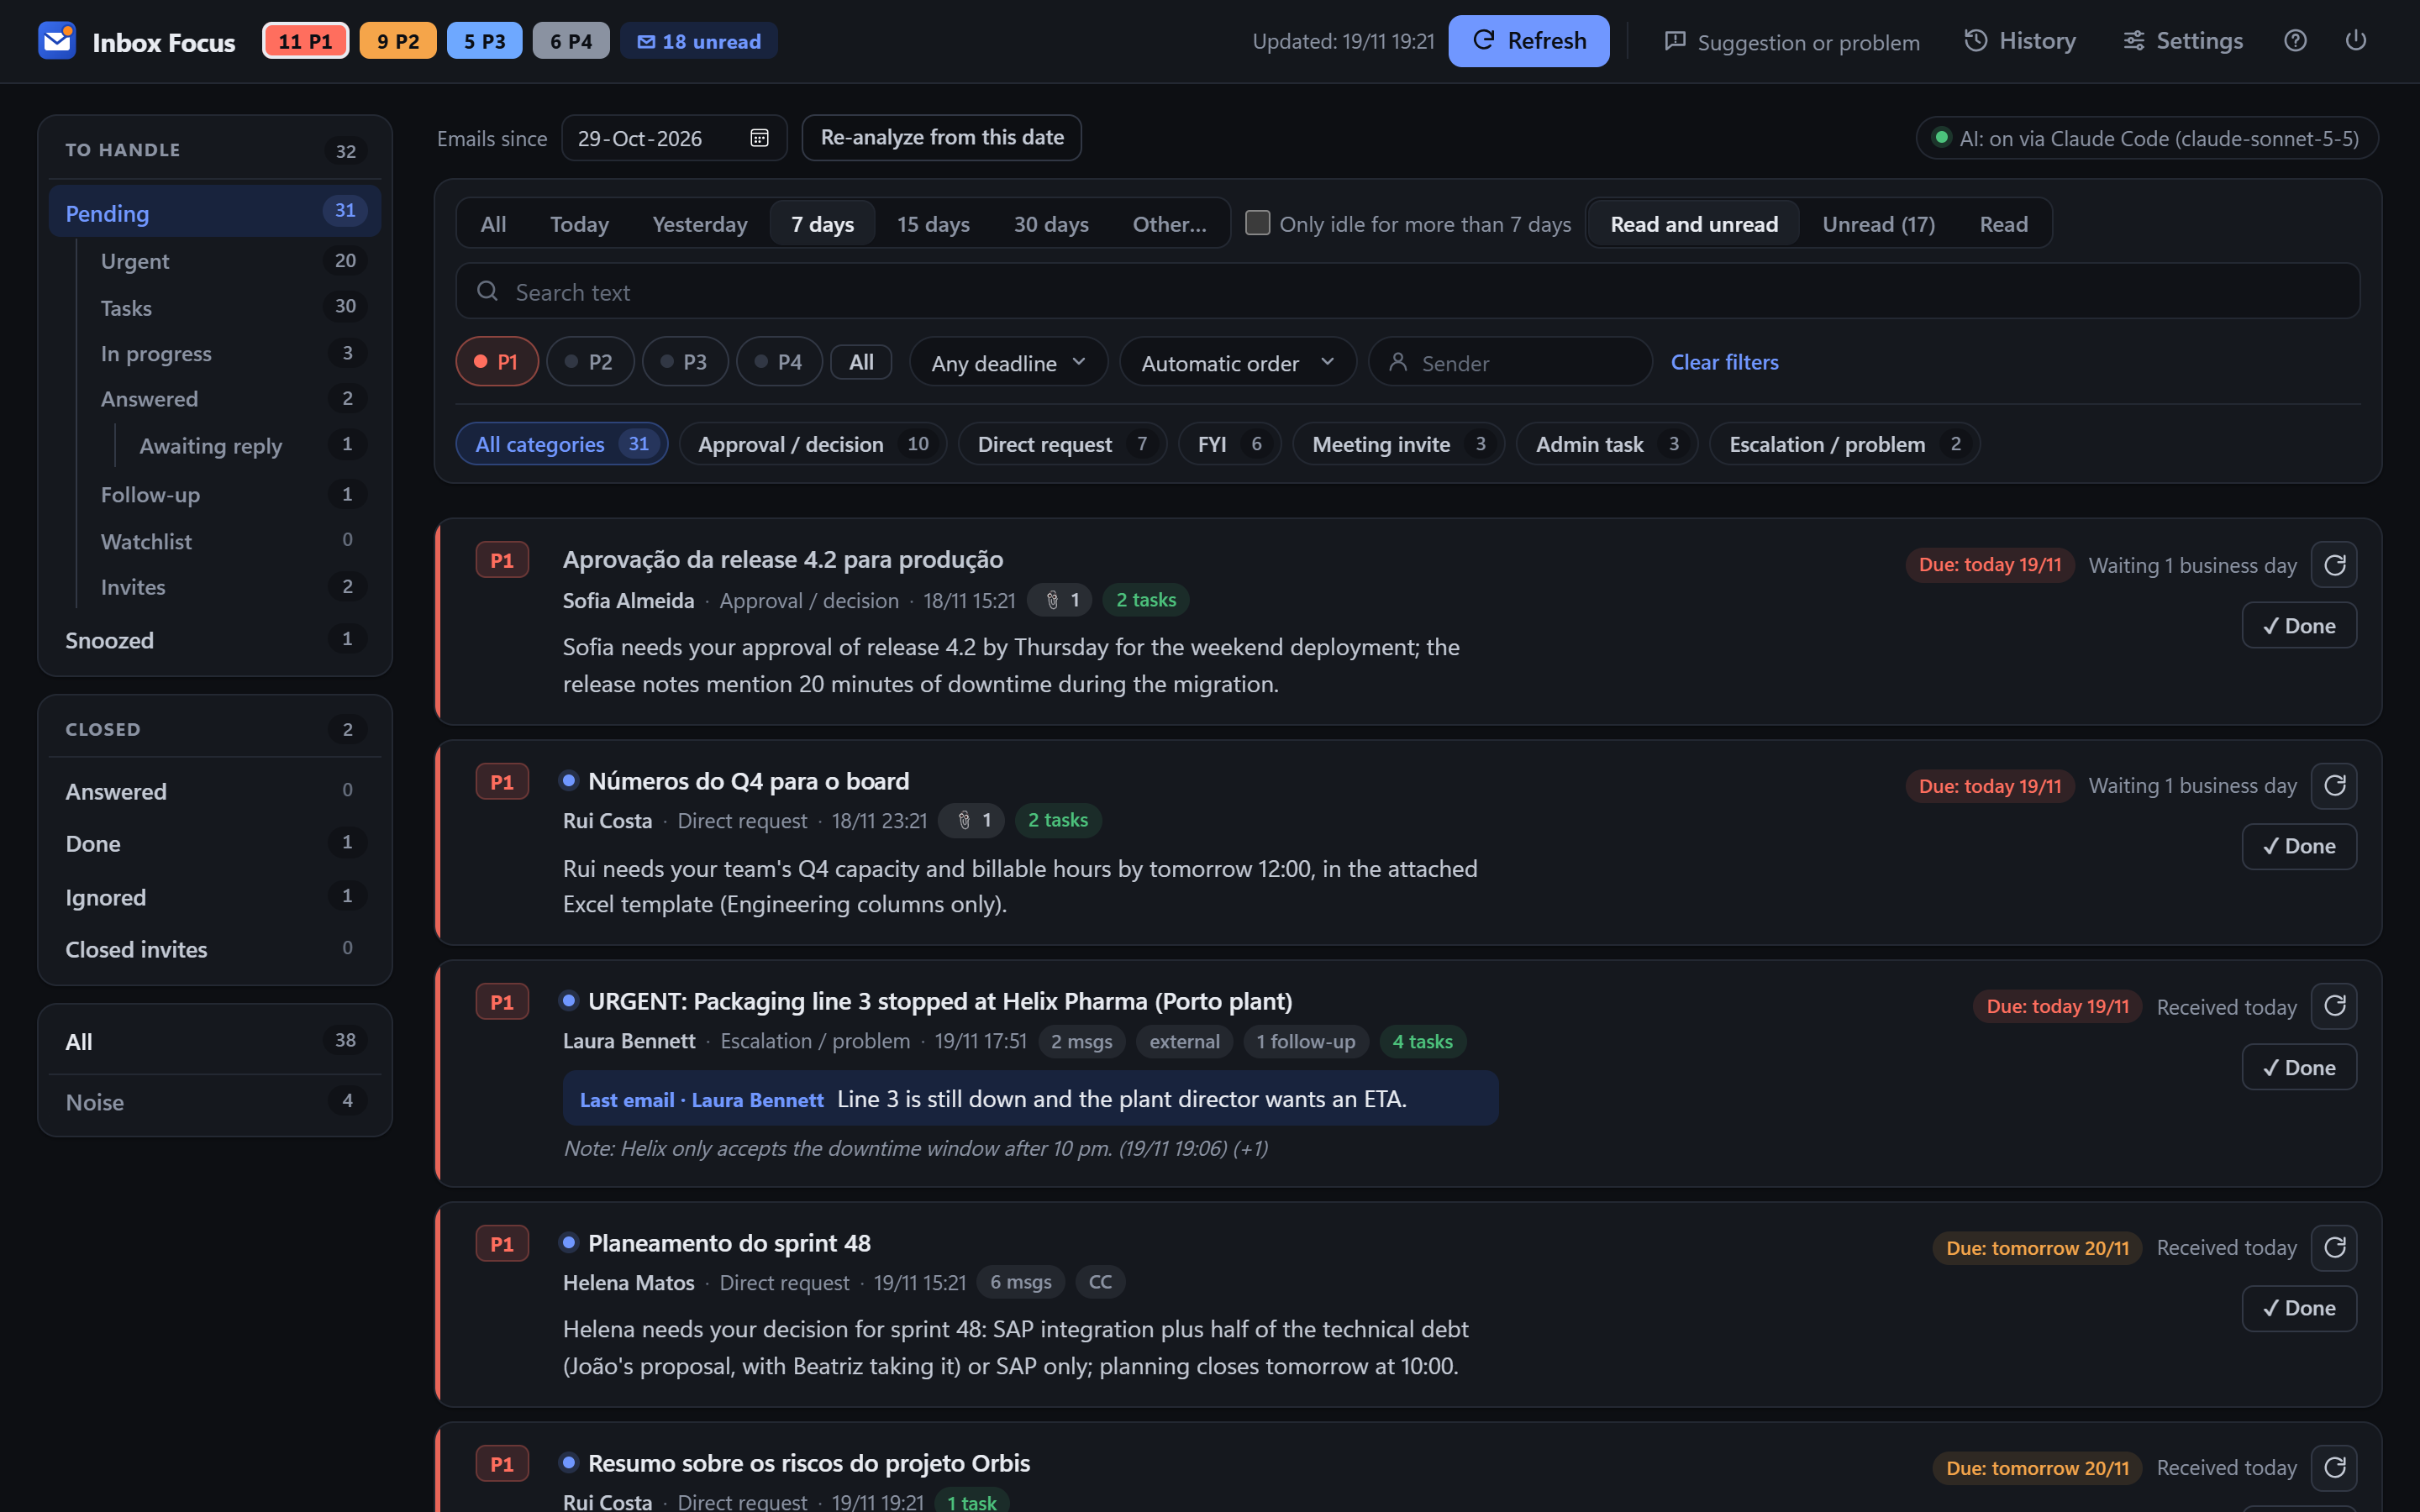 Inbox Focus 11 P1 9 P2 5 P3 6 P4 18 unread Updated: 19/11 19:21 Refresh Suggestion or problem History Settings
TO HANDLE 32
Pending 31
Urgent 20
Tasks 30
In progress 3
Answered 2
Awaiting reply 1
Follow-up 1
Watchlist 0
Invites 2
Snoozed 1
CLOSED 2
Answered 0
Done 1
Ignored 1
Closed invites 0
All 38
Noise 4
Emails since 29-Oct-2026 Re-analyze from this date AI: on via Claude Code (claude-sonnet-5-5)
All Today Yesterday 7 days 15 days 30 days Other... Only idle for more than 7 days Read and unread Unread (17) Read
Search text
P1 P2 P3 P4 All Any deadline Automatic order Sender Clear filters
All categories 31 Approval / decision 10 Direct request 7 FYI 6 Meeting invite 3 Admin task 3 Escalation / problem 2
P1 Aprovação da release 4.2 para produção Due: today 19/11 Waiting 1 business day
Sofia Almeida · Approval / decision · 18/11 15:21 1 2 tasks
✓ Done
Sofia needs your approval of release 4.2 by Thursday for the weekend deployment; the
release notes mention 20 minutes of downtime during the migration.
P1 Números do Q4 para o board Due: today 19/11 Waiting 1 business day
Rui Costa · Direct request · 18/11 23:21 1 2 tasks
✓ Done
Rui needs your team's Q4 capacity and billable hours by tomorrow 12:00, in the attached
Excel template (Engineering columns only).
P1 URGENT: Packaging line 3 stopped at Helix Pharma (Porto plant) Due: today 19/11 Received today
Laura Bennett · Escalation / problem · 19/11 17:51 2 msgs external 1 follow-up 4 tasks
✓ Done
Last email · Laura Bennett Line 3 is still down and the plant director wants an ETA.
Note: Helix only accepts the downtime window after 10 pm. (19/11 19:06) (+1)
P1 Planeamento do sprint 48 Due: tomorrow 20/11 Received today
Helena Matos · Direct request · 19/11 15:21 6 msgs CC
✓ Done
Helena needs your decision for sprint 48: SAP integration plus half of the technical debt
(João's proposal, with Beatriz taking it) or SAP only; planning closes tomorrow at 10:00.
P1 Resumo sobre os riscos do projeto Orbis Due: tomorrow 20/11 Received today
Rui Costa · Direct request · 19/11 19:21 1 task